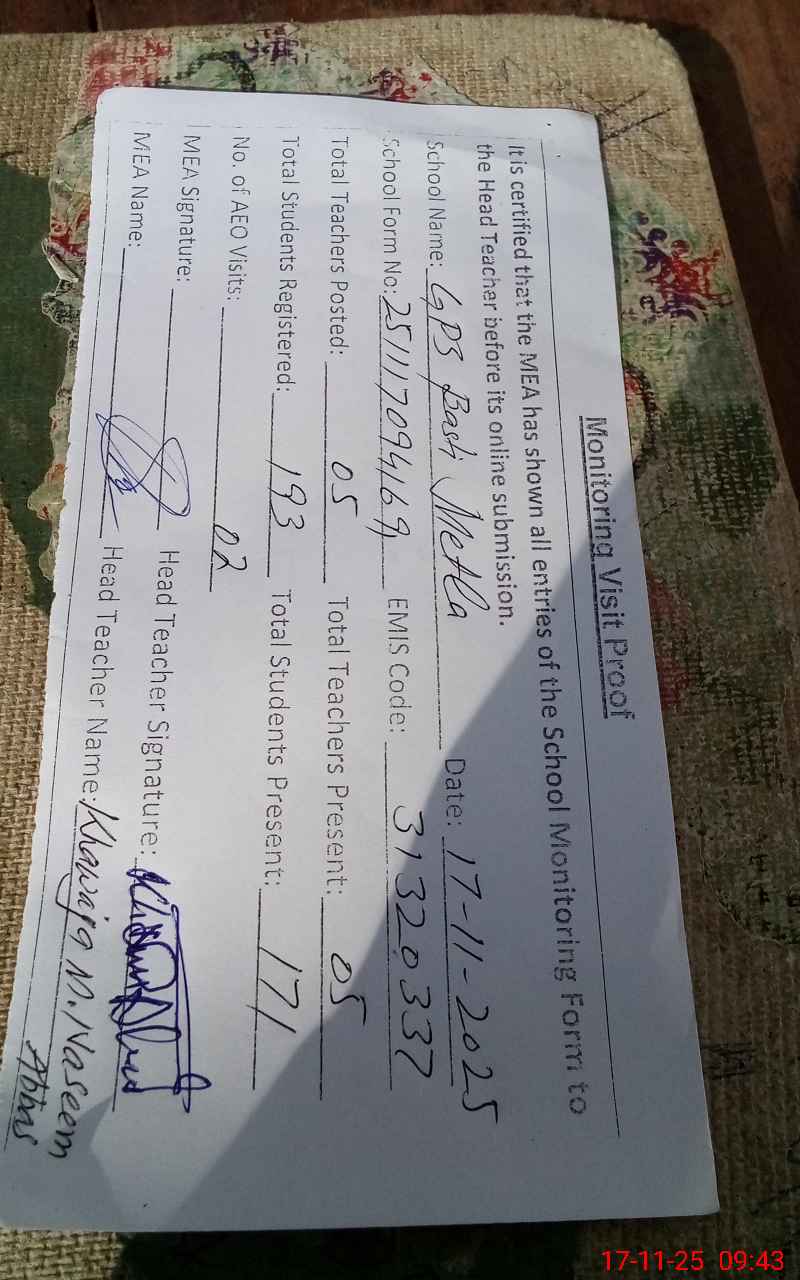 Monitoring Visit Proof
It is certified that the MEA has shown all entries of the School Monitoring Form to
the Head Teacher before its online submission.
School Name: GPS Basti Metla Date: 17-11-2025
School Form No: 251117094169 EMIS Code: 31320337
Total Teachers Posted: 05 Total Teachers Present: 05
Total Students Registered: 193 Total Students Present: 171
No. of AEO Visits: 02
MEA Signature: Head Teacher Signature:
MEA Name: Head Teacher Name: Khawaja M. Naseem
Abbas
17-11-25 09:43